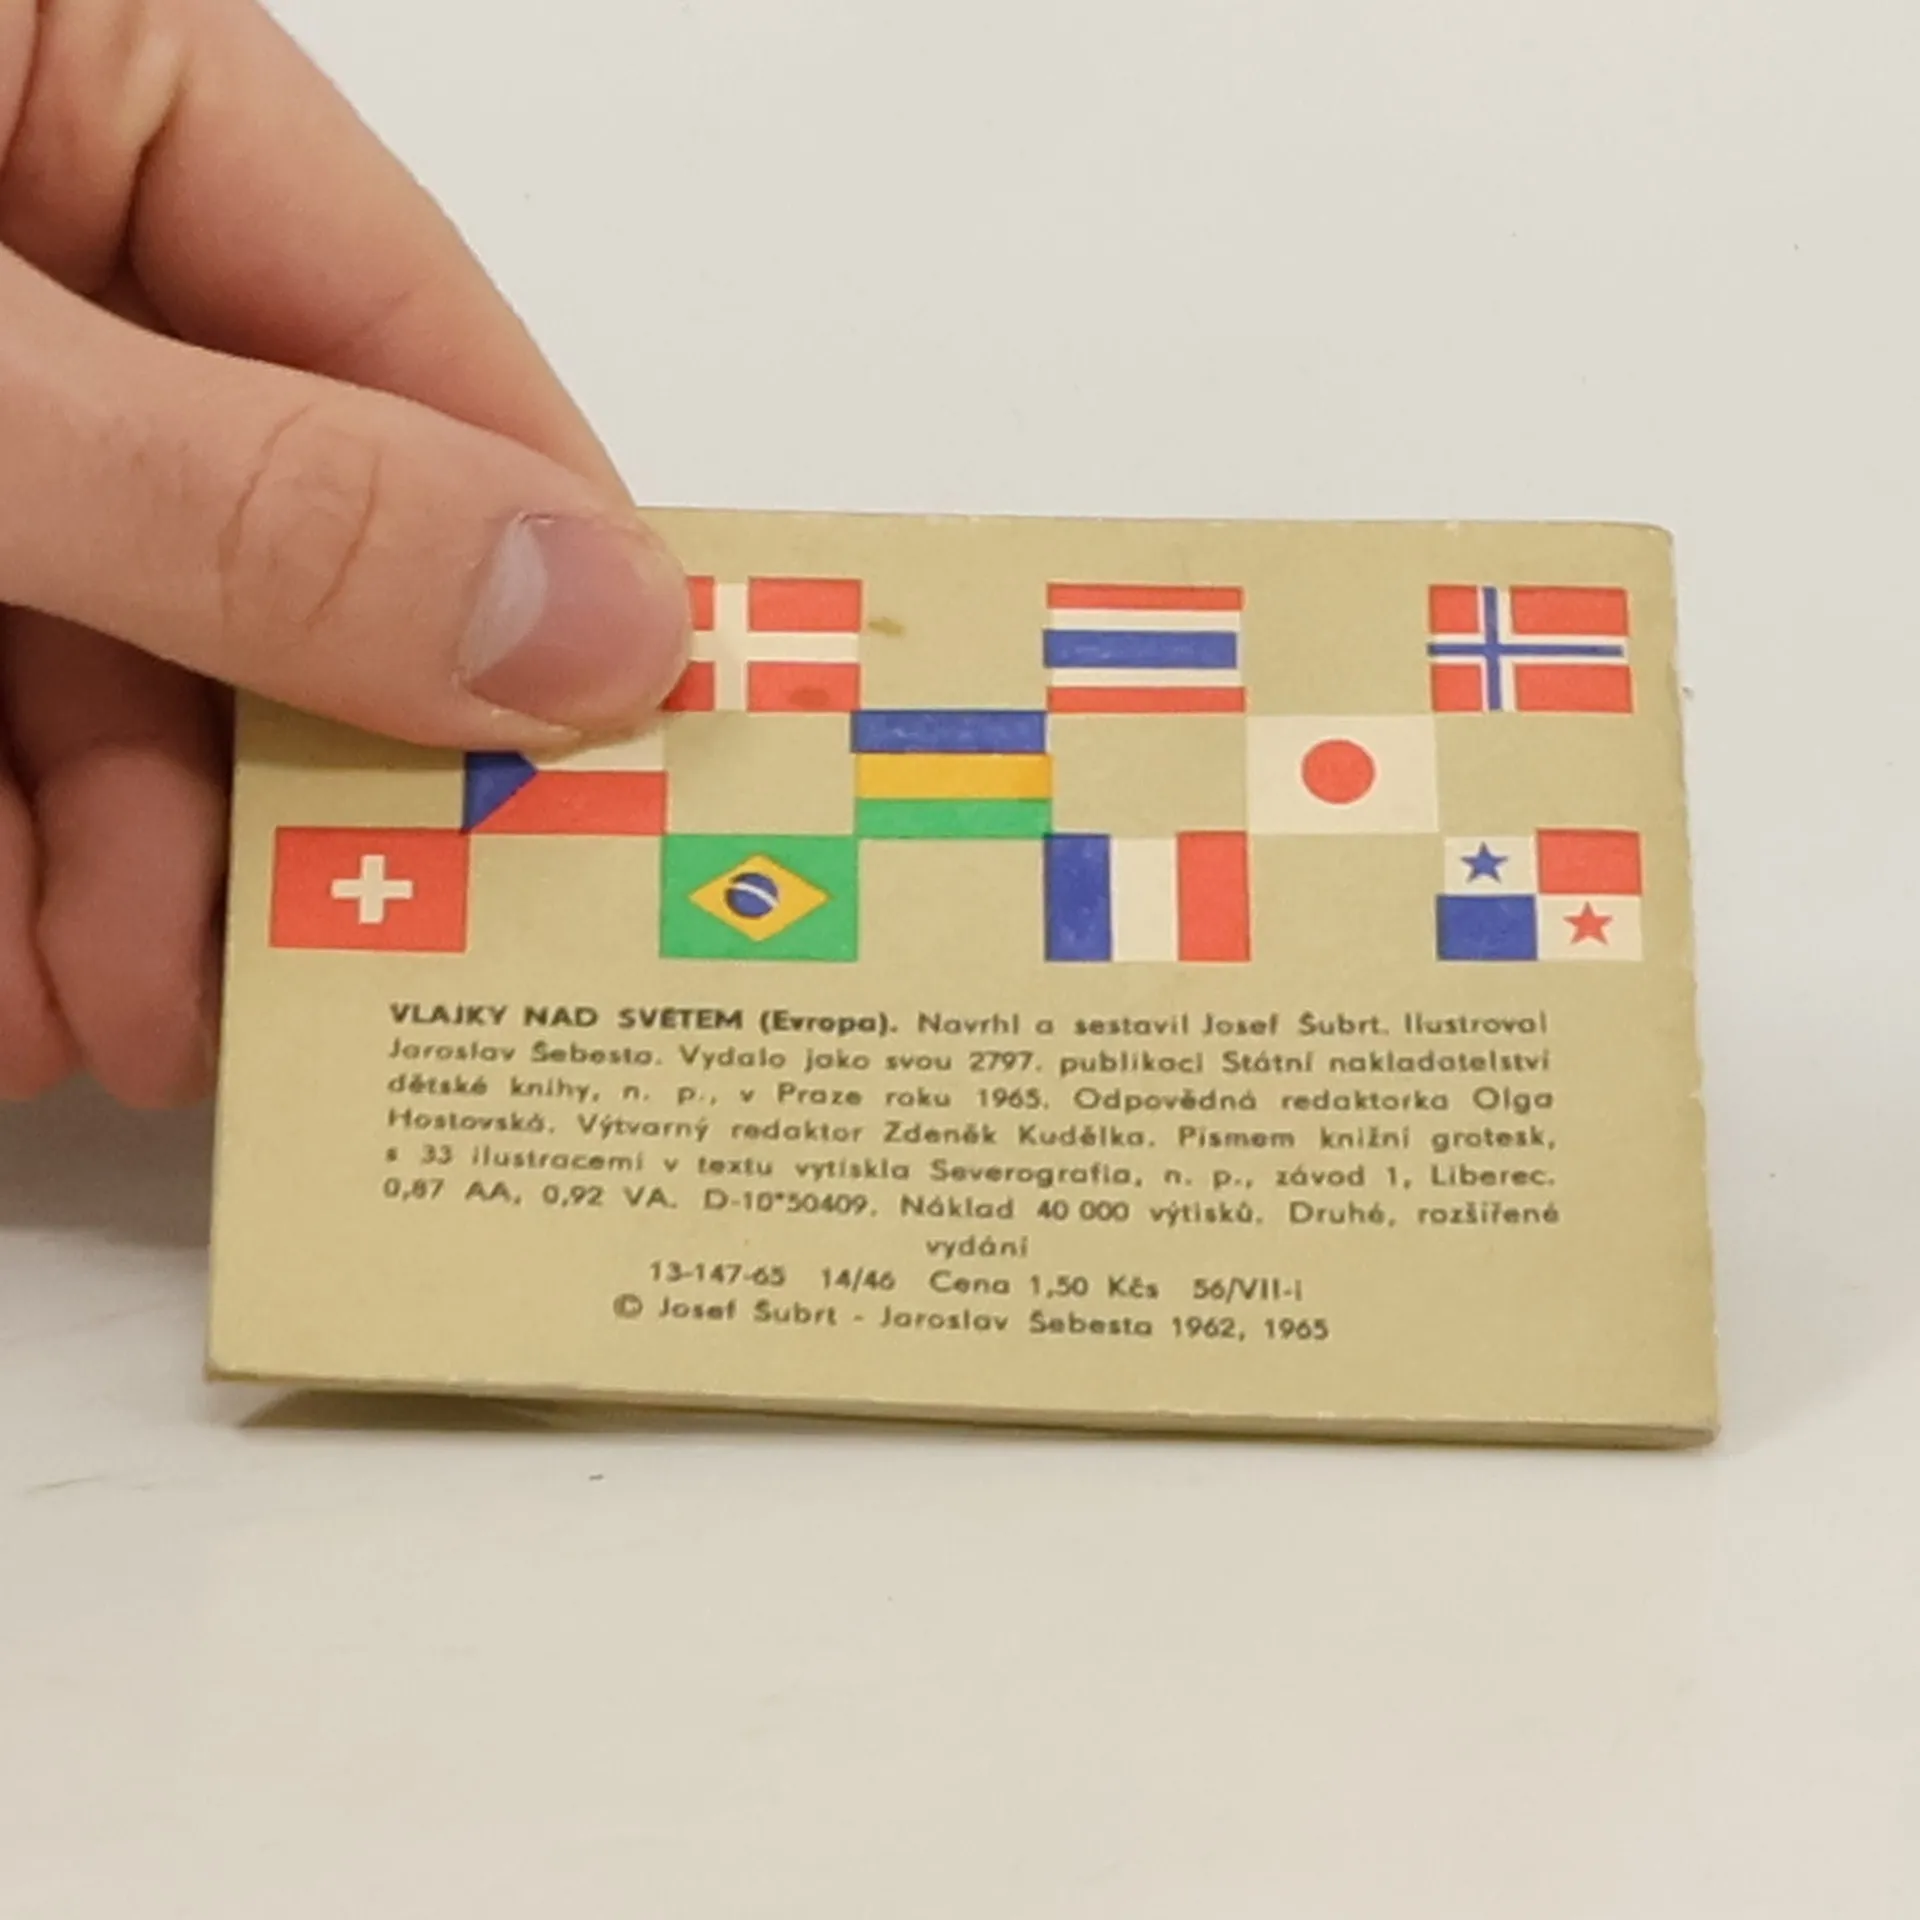 VLAJKY NAD SVĚTEM (Evropa). Navrhl a sestavil Josef Šubrt. Ilustroval
Jaroslav Šebesta. Vydalo jako svou 2797. publikaci Státní nakladatelství
dětské knihy, n. p., v Praze roku 1965. Odpovědná redaktorka Olga
Hostovská. Výtvarný redaktor Zdeněk Kudělka. Písmem knižní grotesk,
s 33 ilustracemi v textu vytiskla Severografia, n. p., závod 1, Liberec.
0,87 AA, 0,92 VA. D-10*50409. Náklad 40 000 výtisků. Druhé, rozšířené
vydání
13-147-65 14/46 Cena 1,50 Kčs 56/VII-i
© Josef Šubrt - Jaroslav Šebesta 1962, 1965